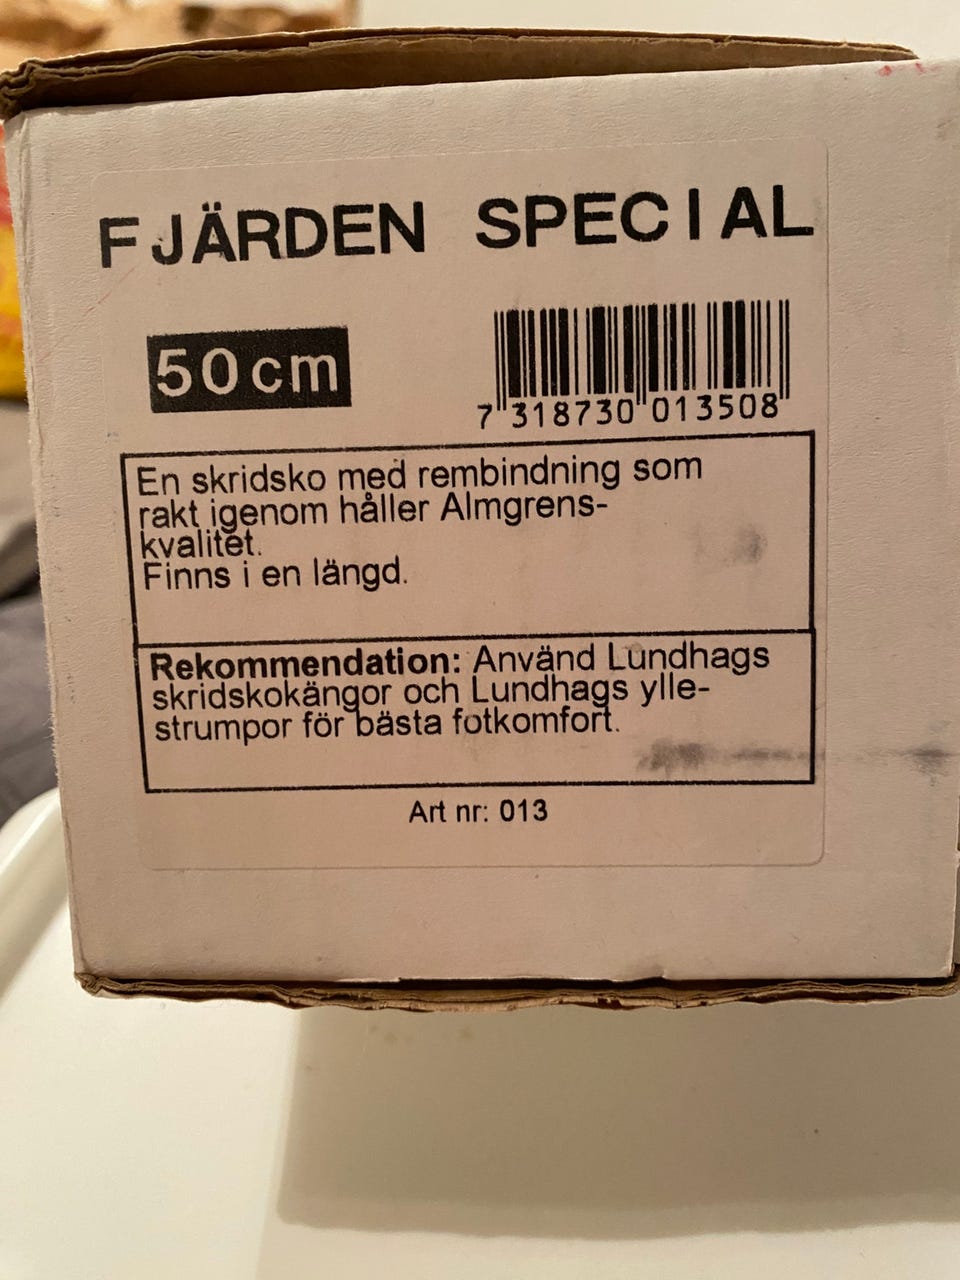 FJÄRDEN SPECIAL
50cm
7 318730 013508
En skridsko med rembindning som
rakt igenom håller Almgrens-
kvalitét.
Finns i en längd.
Rekommendation: Använd Lundhags
skridskokängor och Lundhags ylle-
strumpor för bästa fotkomfort.
Art nr: 013